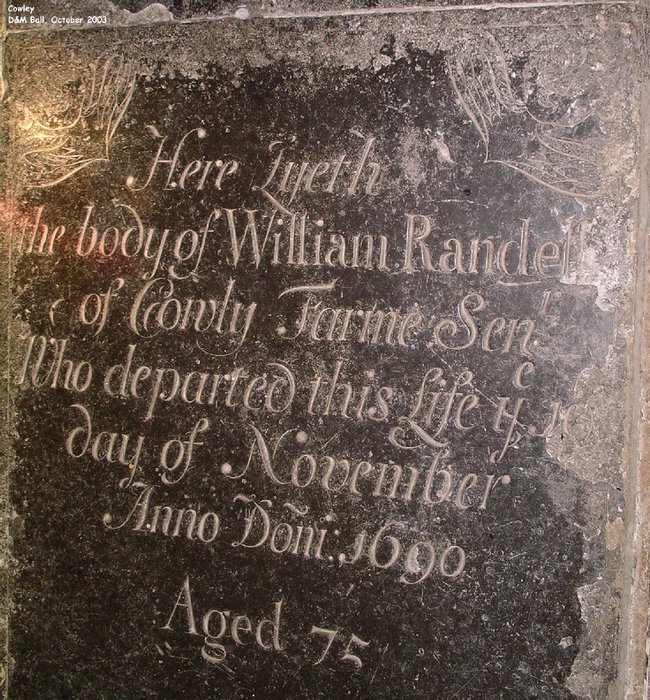 Cowley
D&M Ball, October 2003
Here Lyeth
the body of William Randell
of Cowly Farme Senʳ
Who departed this Life yᵉ 10
day of November
Anno Dom̃i: 1690
Aged 75